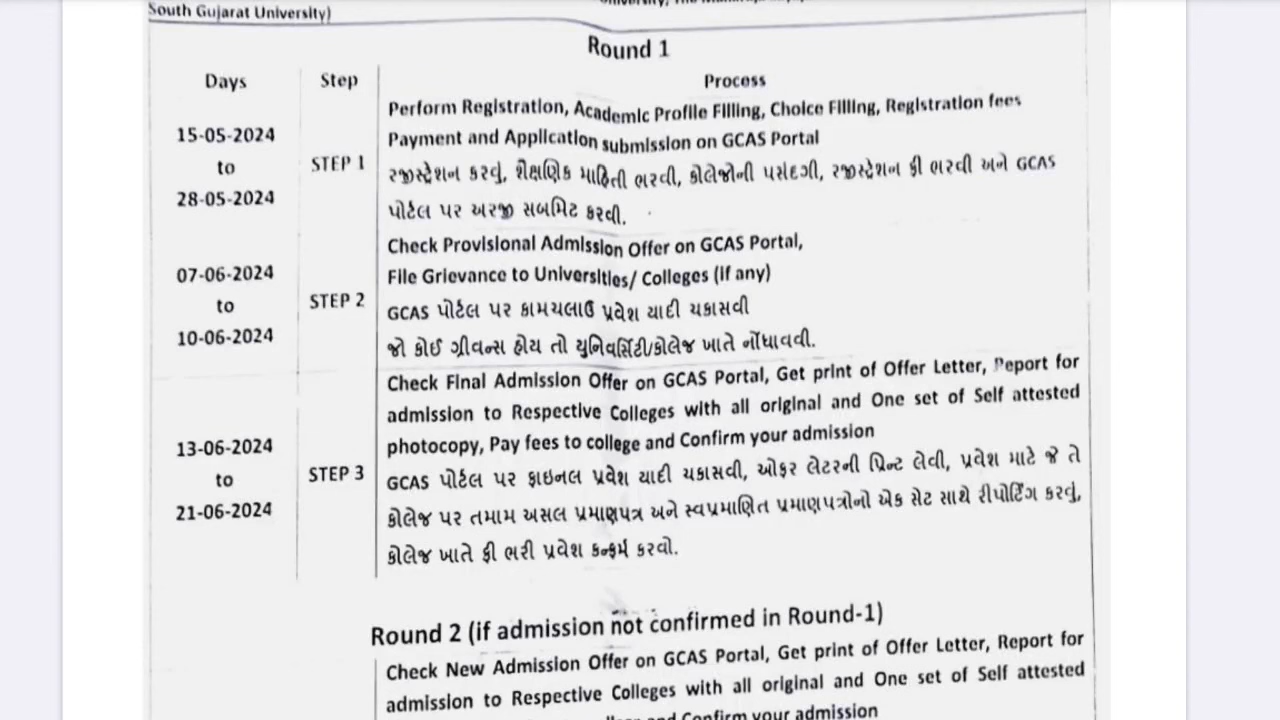 South Gujarat University)
Round 1
Days Step Process
15-05-2024
to
28-05-2024
STEP 1
Perform Registration, Academic Profile Filling, Choice Filling, Registration fees
Payment and Application submission on GCAS Portal
રજીસ્ટ્રેશન કરવું, શૈક્ષણિક માહિતી ભરવી, કોલેજોની પસંદગી, રજીસ્ટ્રેશન ફી ભરવી અને GCAS
પોર્ટલ પર અરજી સબમિટ કરવી.
07-06-2024
to
10-06-2024
STEP 2
Check Provisional Admission Offer on GCAS Portal,
File Grievance to Universities/ Colleges (if any)
GCAS પોર્ટલ પર કામચલાઉ પ્રવેશ યાદી ચકાસવી
જો કોઈ ગ્રીવન્સ હોય તો યુનિવર્સિટી/કોલેજ ખાતે નોંધાવવી.
13-06-2024
to
21-06-2024
STEP 3
Check Final Admission Offer on GCAS Portal, Get print of Offer Letter, Report for
admission to Respective Colleges with all original and One set of Self attested
photocopy, Pay fees to college and Confirm your admission
GCAS પોર્ટલ પર ફાઇનલ પ્રવેશ યાદી ચકાસવી, ઓફર લેટરની પ્રિન્ટ લેવી, પ્રવેશ માટે જે તે
કોલેજ પર તમામ અસલ પ્રમાણપત્ર અને સ્વપ્રમાણિત પ્રમાણપત્રોનો એક સેટ સાથે રીપોર્ટિંગ કરવું,
કોલેજ ખાતે ફી ભરી પ્રવેશ કન્ફર્મ કરવો.
Round 2 (if admission not confirmed in Round-1)
Check New Admission Offer on GCAS Portal, Get print of Offer Letter, Report for
admission to Respective Colleges with all original and One set of Self attested
and Confirm your admission